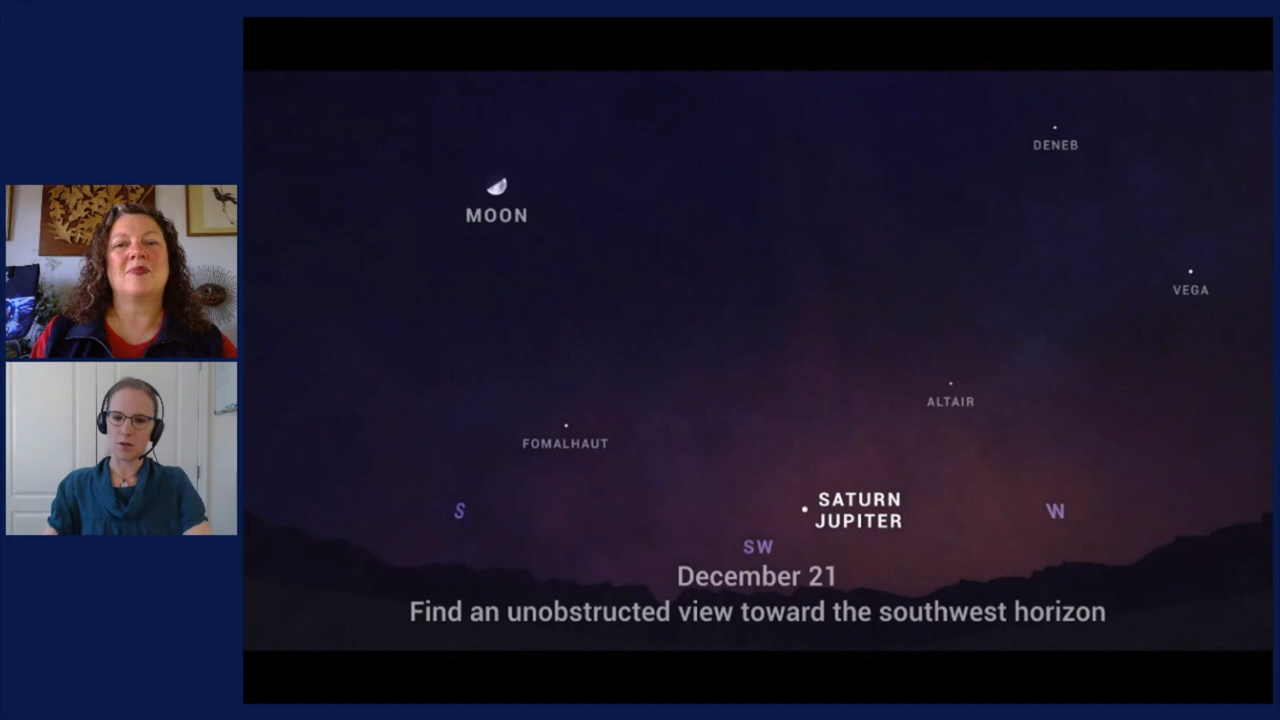 DENEB
MOON
VEGA
ALTAIR
FOMALHAUT
SATURN
JUPITER
S
W
SW
December 21
Find an unobstructed view toward the southwest horizon